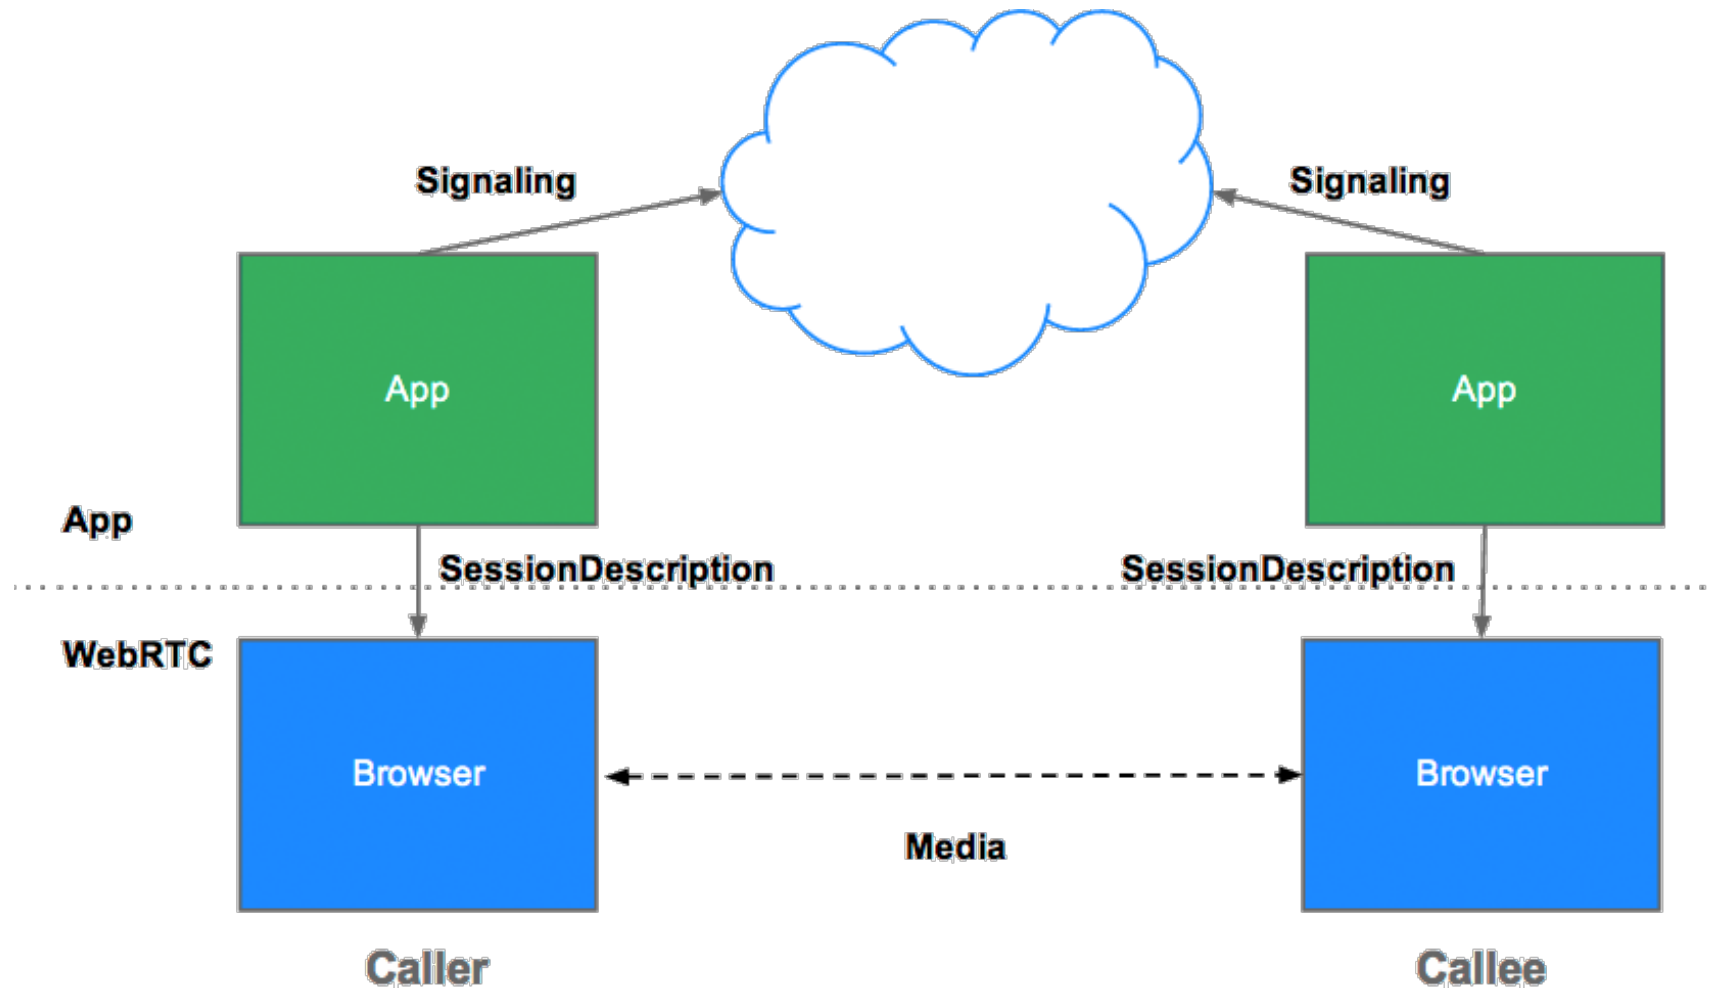 Signaling
Signaling
App
App
App
SessionDescription
SessionDescription
WebRTC
Browser
Browser
Media
Caller
Callee